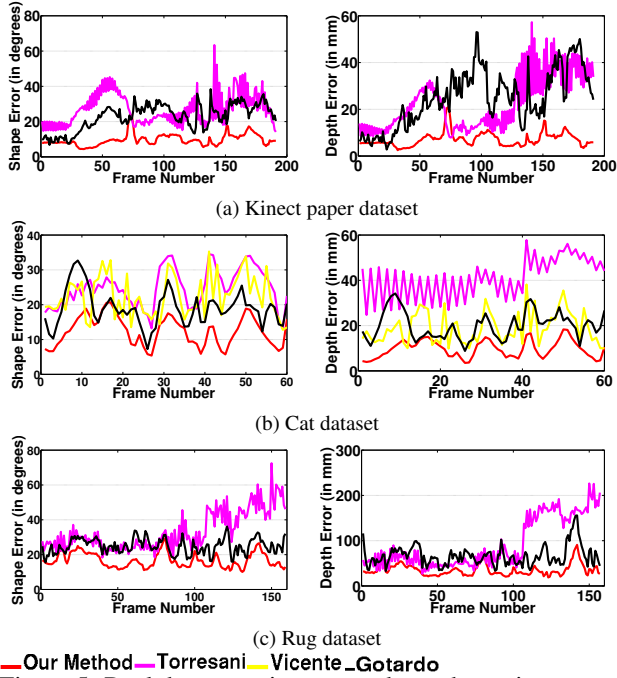 80
60
40
20
0
0 50 100 150 200
Shape Error (in degrees)
Frame Number
60
40
20
0
0 50 100 150 200
Depth Error (in mm)
Frame Number
(a) Kinect paper dataset
40
30
20
10
0
0 10 20 30 40 50 60
Shape Error (in degrees)
Frame Number
60
40
20
0
0 20 40 60
Depth Error (in mm)
Frame Number
(b) Cat dataset
80
60
40
20
0
0 50 100 150
Shape Error (in degrees)
Frame Number
300
200
100
0
0 50 100 150
Depth Error (in mm)
Frame Number
(c) Rug dataset
Our Method Torresani Vicente Gotardo